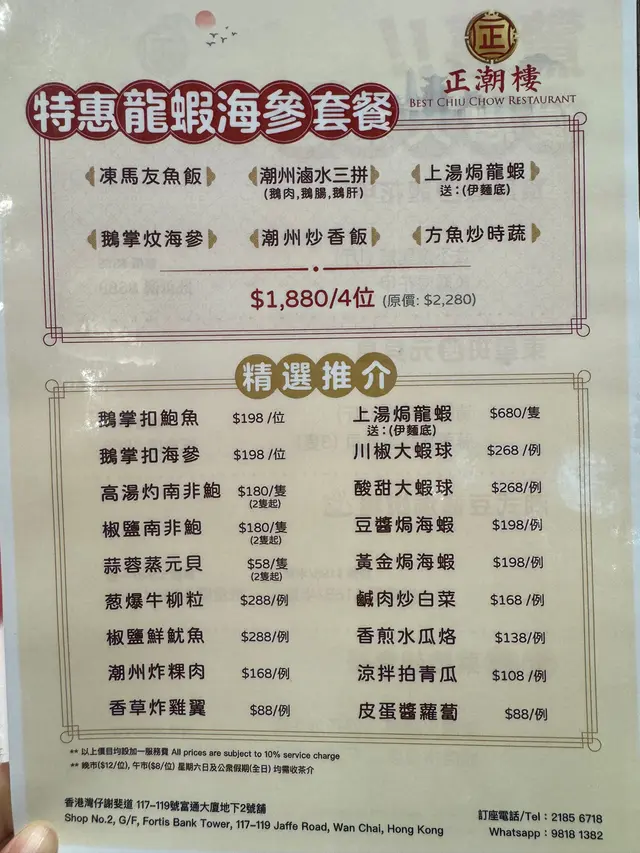 正
正潮樓
BEST CHIU CHOW RESTAURANT
特惠龍蝦海參套餐
凍馬友魚飯
潮州滷水三拼
(鵝肉,鵝腸,鵝肝)
上湯焗龍蝦
送：(伊麵底)
鵝掌炆海參
潮州炒香飯
方魚炒時蔬
$1,880/4位 (原價: $2,280)
精選推介
鵝掌扣鮑魚 $198 /位
鵝掌扣海參 $198 /位
高湯灼南非鮑 $180/隻
(2隻起)
椒鹽南非鮑 $180/隻
(2隻起)
蒜蓉蒸元貝 $58/隻
(2隻起)
葱爆牛柳粒 $288/例
椒鹽鮮魷魚 $288/例
潮州炸粿肉 $168/例
香草炸雞翼 $88/例
上湯焗龍蝦 $680/隻
送：(伊麵底)
川椒大蝦球 $268 /例
酸甜大蝦球 $268/例
豆醬焗海蝦 $198/例
黃金焗海蝦 $198/例
鹹肉炒白菜 $168 /例
香煎水瓜烙 $138/例
涼拌拍青瓜 $108 /例
皮蛋醬蘿蔔 $88/例
** 以上價目均設加一服務費 All prices are subject to 10% service charge
** 晚市($12/位), 午市($8/位) 星期六日及公衆假期(全日) 均需收茶介
香港灣仔謝斐道 117-119號富通大廈地下2號舖
Shop No.2, G/F, Fortis Bank Tower, 117-119 Jaffe Road, Wan Chai, Hong Kong
訂座電話/Tel：2185 6718
Whatsapp：9818 1382